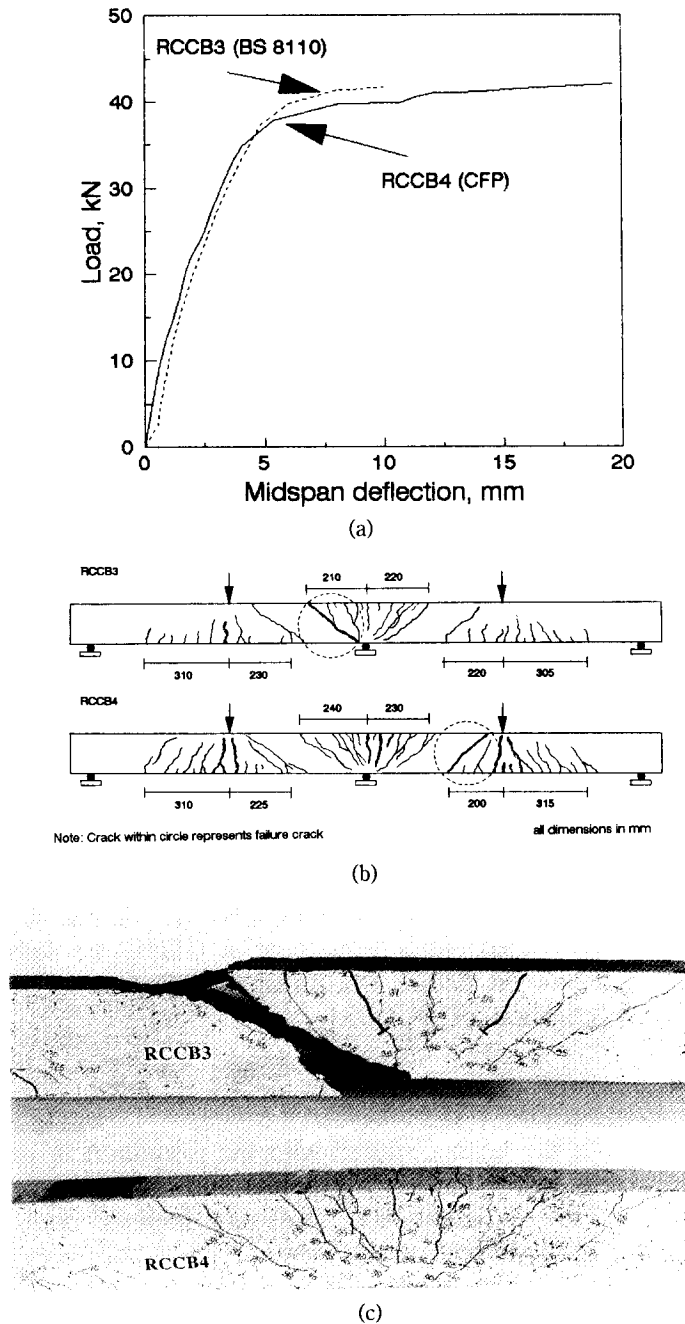 50
40
30
20
10
0
Load, kN
RCCB3 (BS 8110)
RCCB4 (CFP)
0 5 10 15 20
Midspan deflection, mm
(a)
RCCB3
210 220
310 230 220 305
RCCB4
240 230
310 225 200 315
Note: Crack within circle represents failure crack all dimensions in mm
(b)
RCCB3
RCCB4
(c)